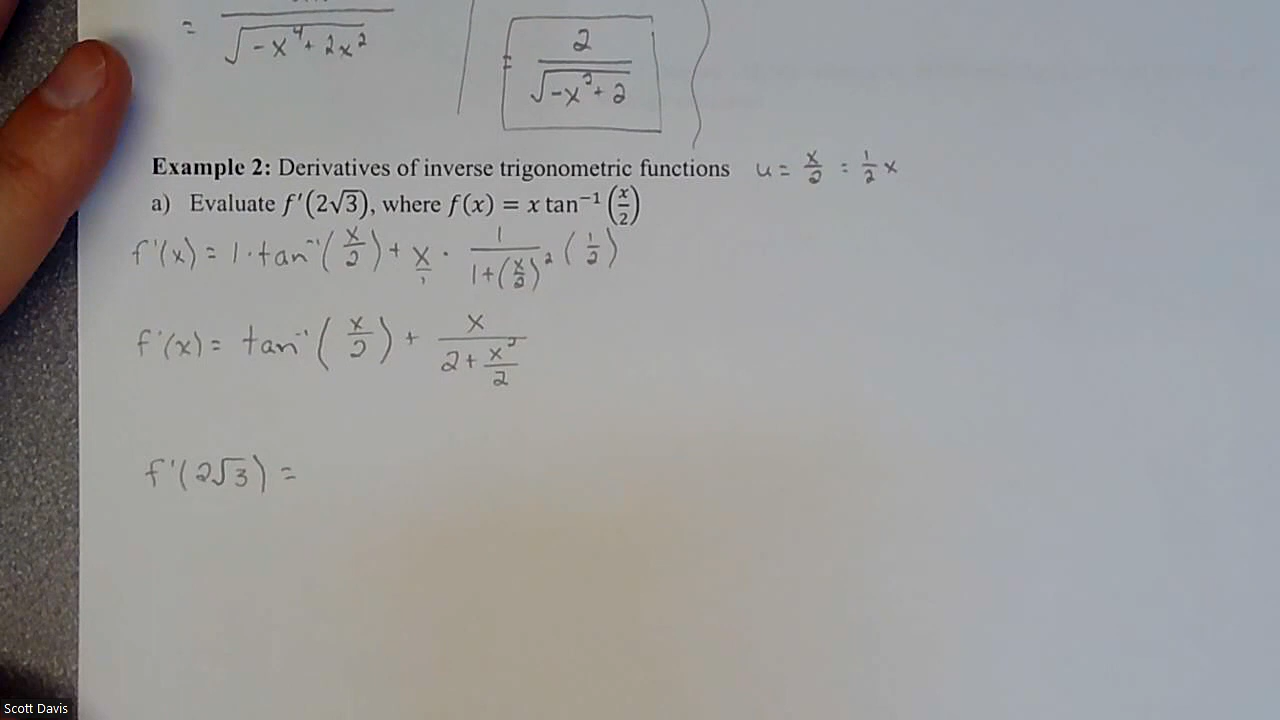 = / √(-x⁴ + 2x²)
= 2 / √(-x² + 2)
Example 2: Derivatives of inverse trigonometric functions u = x/2 = 1/2 x
a) Evaluate f′(2√3), where f(x) = x tan⁻¹(x/2)
f'(x) = 1 · tan⁻¹(x/2) + x/1 · 1/(1+(x/2)²) (1/2)
f'(x) = tan⁻¹(x/2) + x/(2 + x²/2)
f'(2√3) =
Scott Davis